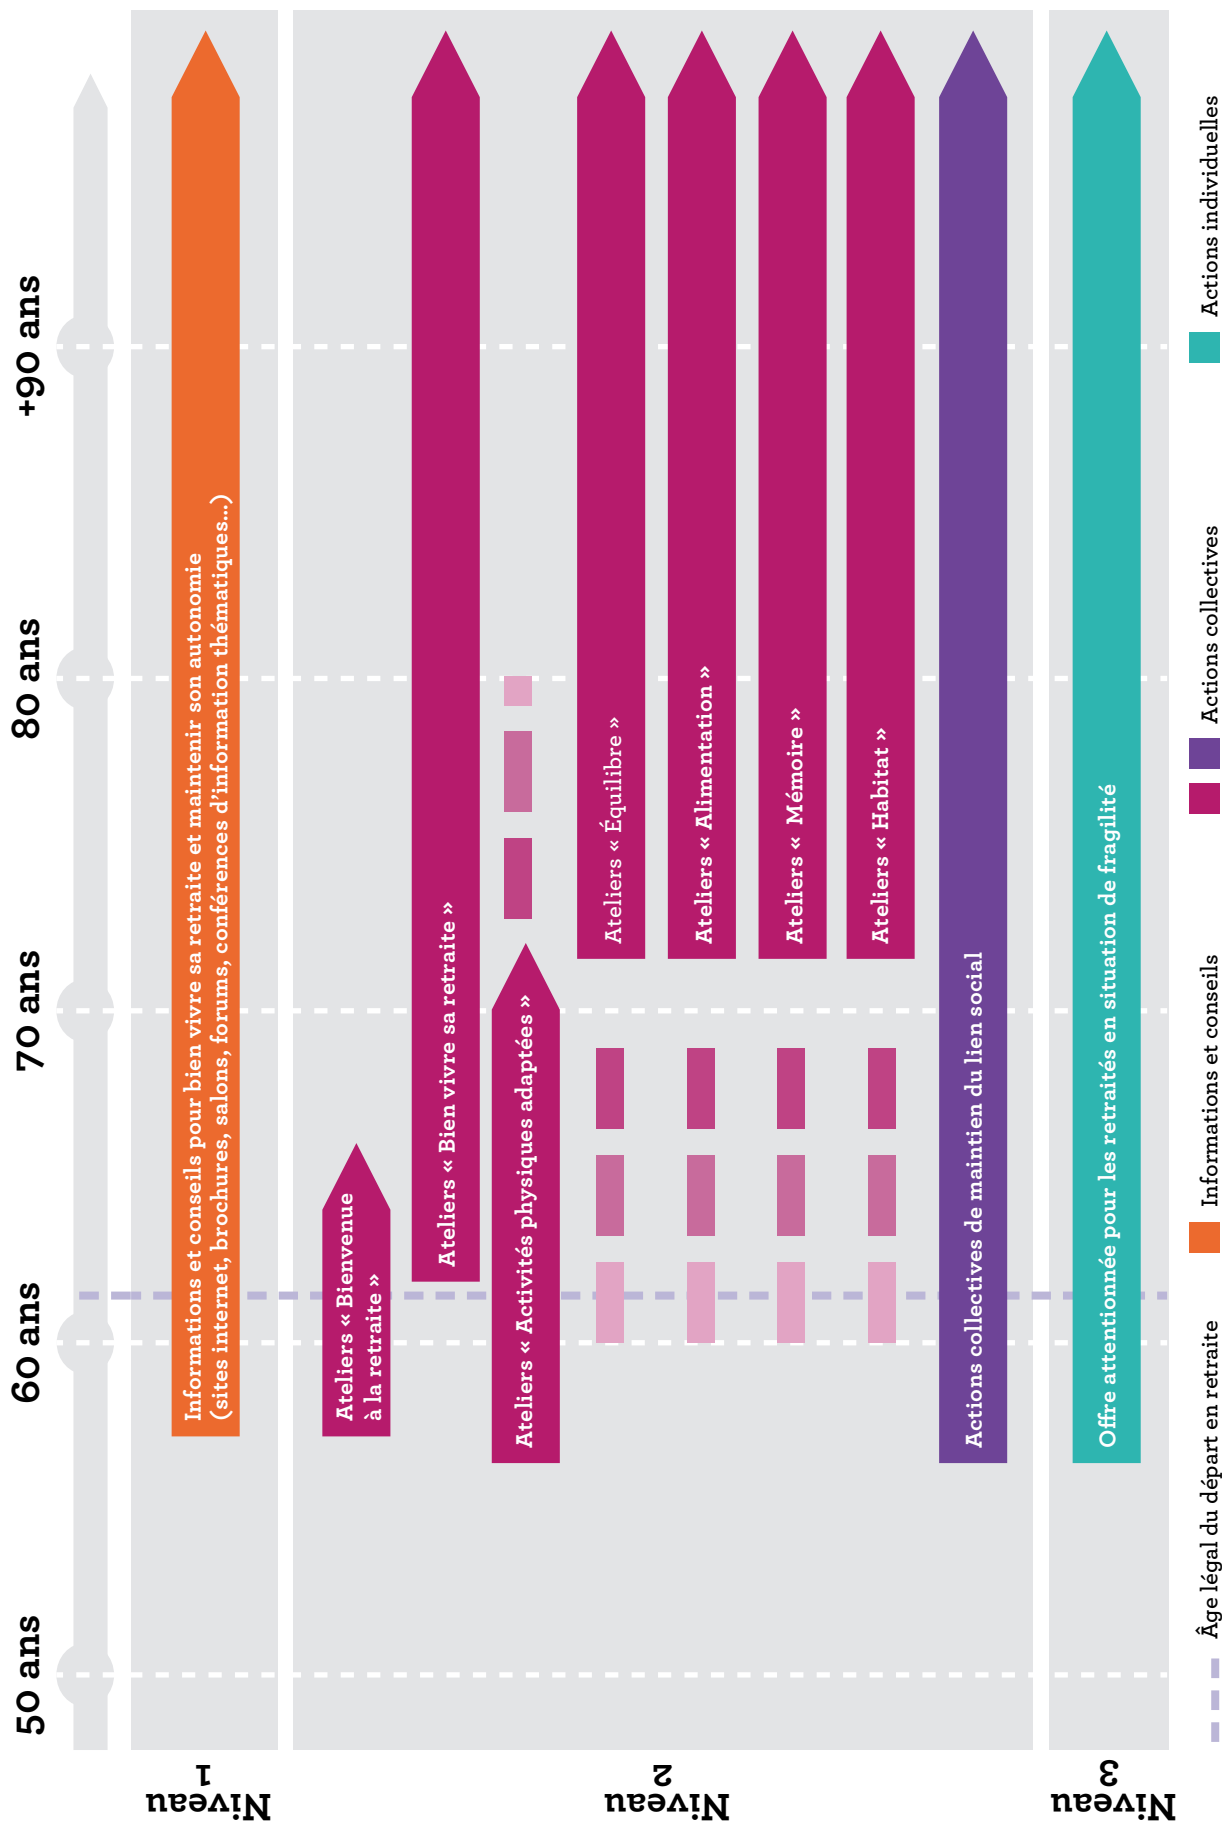 50 ans
60 ans
70 ans
80 ans
+90 ans
Niveau
1
Informations et conseils pour bien vivre sa retraite et maintenir son autonomie
(sites internet, brochures, salons, forums, conférences d'information thématiques...)
Niveau
2
Ateliers « Bienvenue
à la retraite »
Ateliers « Bien vivre sa retraite »
Ateliers « Activités physiques adaptées »
Ateliers « Équilibre »
Ateliers « Alimentation »
Ateliers « Mémoire »
Ateliers « Habitat »
Actions collectives de maintien du lien social
Niveau
3
Offre attentionnée pour les retraités en situation de fragilité
Âge légal du départ en retraite
Informations et conseils
Actions collectives
Actions individuelles